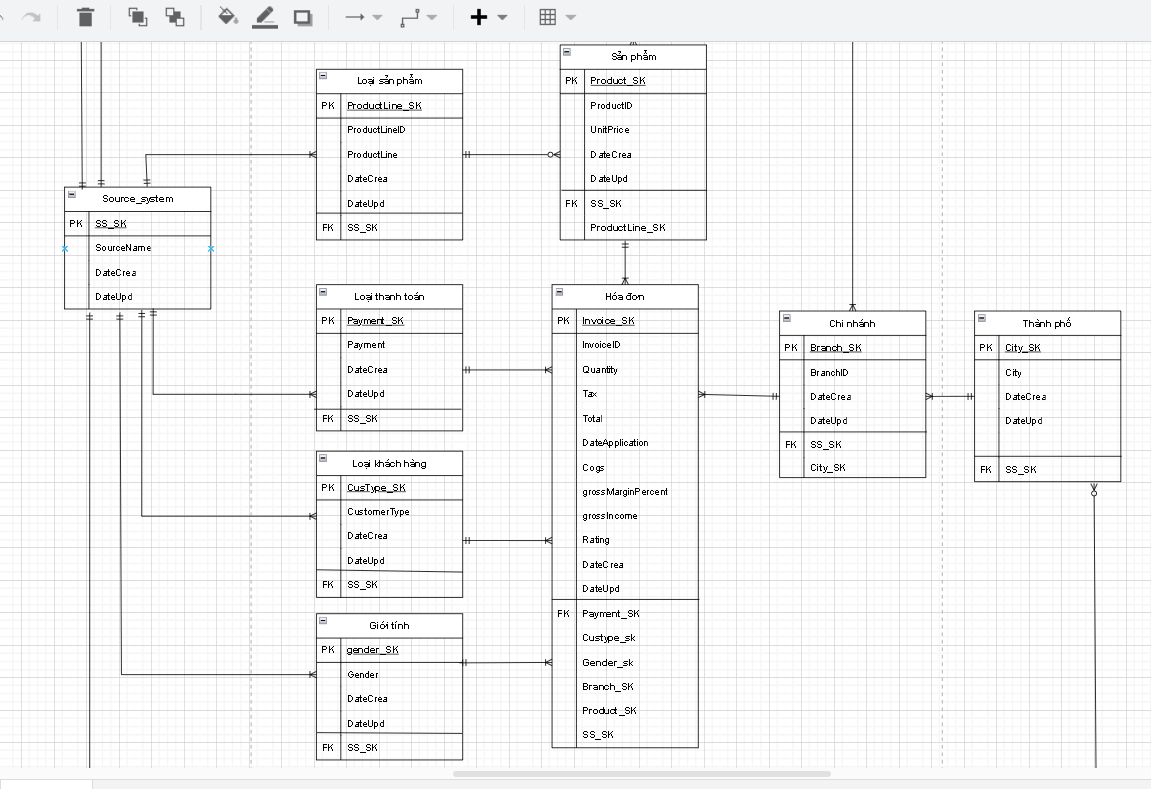 Sản phẩm
PK Product_SK
ProductID
UnitPrice
DateCrea
DateUpd
FK SS_SK
ProductLine_SK
Loại sản phẩm
PK ProductLine_SK
ProductLineID
ProductLine
DateCrea
DateUpd
FK SS_SK
Source_system
PK SS_SK
SourceName
DateCrea
DateUpd
Loại thanh toán
PK Payment_SK
Payment
DateCrea
DateUpd
FK SS_SK
Hóa đơn
PK Invoice_SK
InvoiceID
Quantity
Tax
Total
DateApplication
Cogs
grossMarginPercent
grossIncome
Rating
DateCrea
DateUpd
FK Payment_SK
Custype_sk
Gender_sk
Branch_SK
Product_SK
SS_SK
Chi nhánh
PK Branch_SK
BranchID
DateCrea
DateUpd
FK SS_SK
City_SK
Thành phố
PK City_SK
City
DateCrea
DateUpd
FK SS_SK
Loại khách hàng
PK CusType_SK
CustomerType
DateCrea
DateUpd
FK SS_SK
Giới tính
PK gender_SK
Gender
DateCrea
DateUpd
FK SS_SK